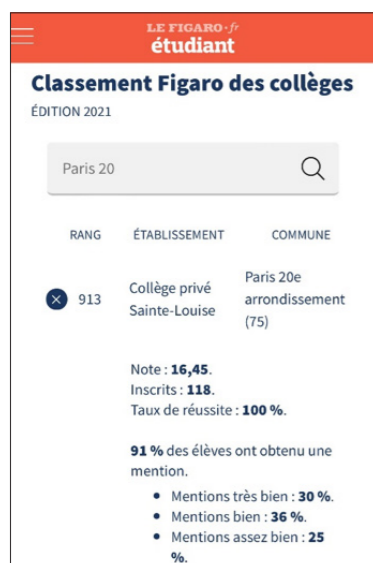 LE FIGARO·fr
étudiant
Classement Figaro des collèges
ÉDITION 2021
Paris 20
RANG ÉTABLISSEMENT COMMUNE
913 Collège privé Sainte-Louise Paris 20e arrondissement (75)
Note : 16,45.
Inscrits : 118.
Taux de réussite : 100 %.
91 % des élèves ont obtenu une
mention.
• Mentions très bien : 30 %.
• Mentions bien : 36 %.
• Mentions assez bien : 25
%.